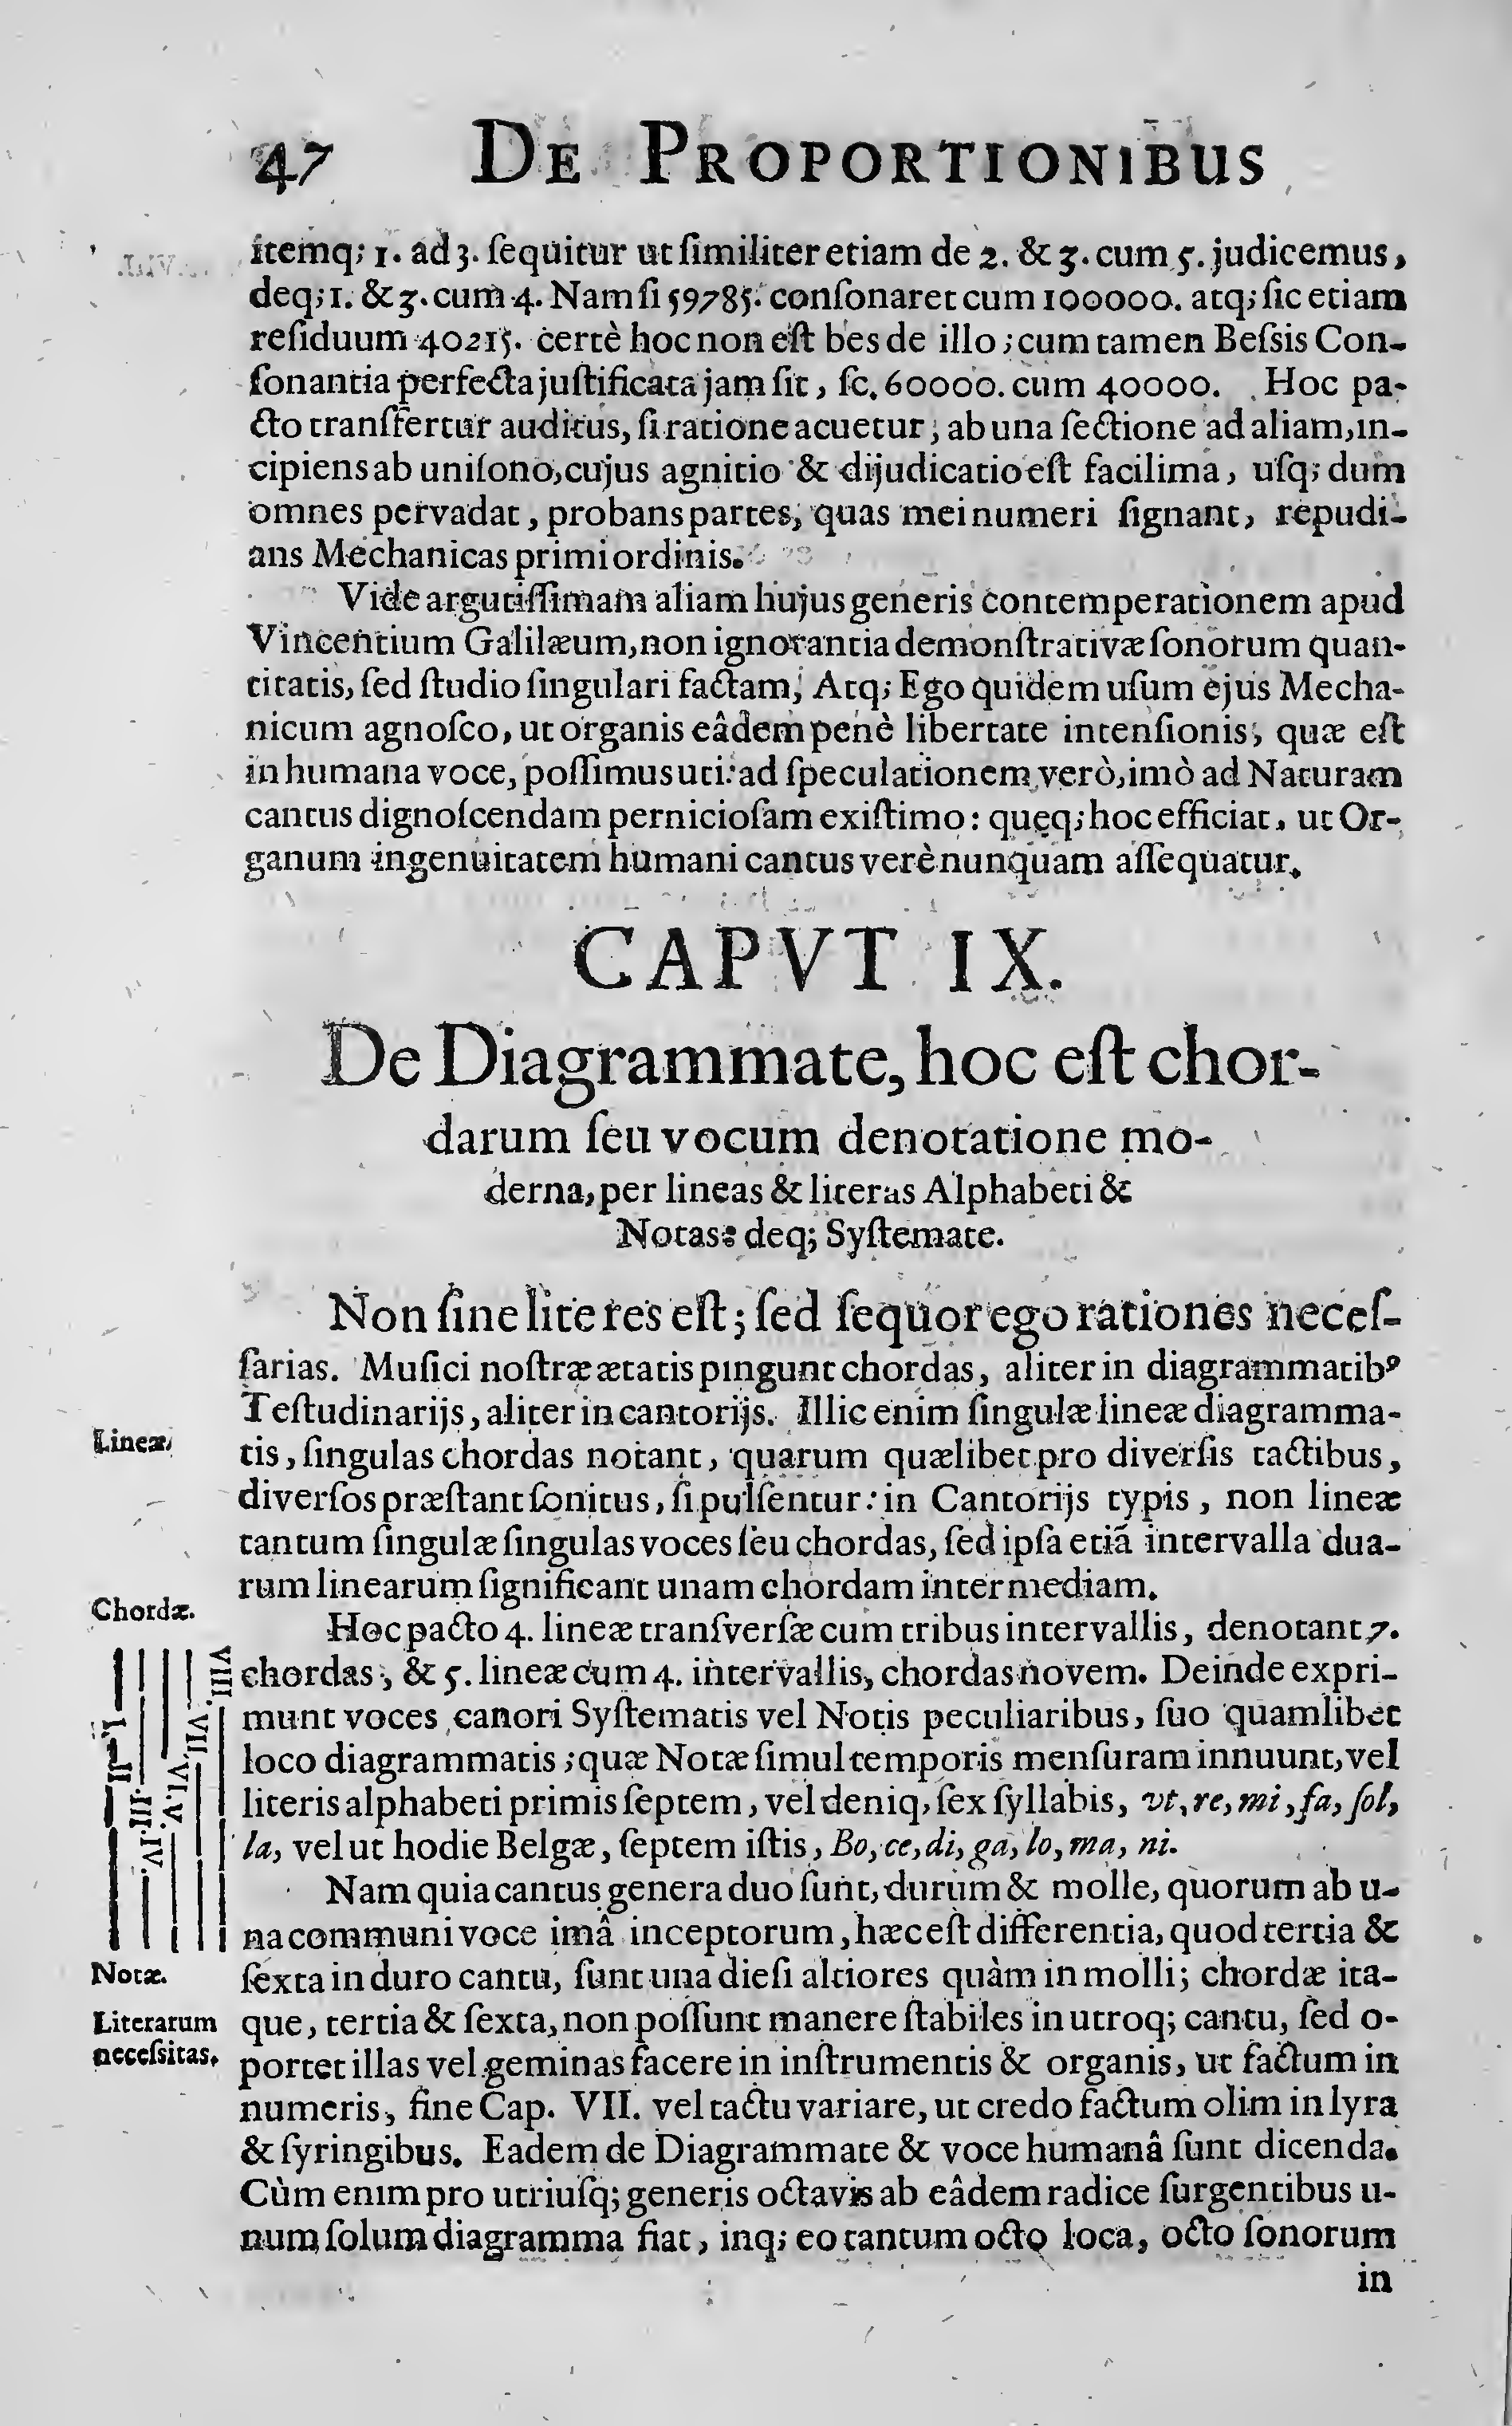 47 DE PROPORTIONIBUS
itemq; 1. ad 3. ſequitur ut ſimiliter etiam de 2. & 3. cum 5. judicemus,
deq; 1. & 3. cum 4. Nam ſi 59785. conſonaret cum 100000. atq; ſic etiam
reſiduum 40215. certè hoc non eſt bes de illo; cum tamen Beſsis Con-
ſonantia perfecta juſtificata jam ſit, ſc. 60000. cum 40000. Hoc pa-
cto tranſfertur auditus, ſi ratione acuetur, ab una ſectione ad aliam, in-
cipiens ab uniſono, cujus agnitio & dijudicatio eſt facilima, uſq; dum
omnes pervadat, probans partes, quas mei numeri ſignant, repudi-
ans Mechanicas primi ordinis.
Vide argutiſſimam aliam hujus generis contemperationem apud
Vincentium Galilæum, non ignorantia demonſtrativæ ſonorum quan-
titatis, ſed ſtudio ſingulari factam, Atq; Ego quidem uſum ejus Mecha-
nicum agnoſco, ut organis eâdem penè libertate intenſionis, quæ eſt
in humana voce, poſſimus uti: ad ſpeculationem verò, imò ad Naturam
cantus dignoſcendam pernicioſam exiſtimo: quęq; hoc efficiat, ut Or-
ganum ingenuitatem humani cantus verè nunquam aſſequatur.
CAPVT IX.
De Diagrammate, hoc eſt chor-
darum ſeu vocum denotatione mo-
derna, per lineas & literas Alphabeti &
Notas: deq; Syſtemate.
Non ſine lite res eſt; ſed ſequor ego rationes neceſ-
ſarias. Muſici noſtræ ætatis pingunt chordas, aliter in diagrammatibꝰ
Teſtudinarijs, aliter in cantorijs. Illic enim ſingulæ lineæ diagramma-
Lineæ
tis, ſingulas chordas notant, quarum quælibet pro diverſis tactibus,
diverſos præſtant ſonitus, ſi pulſentur: in Cantorijs typis, non lineæ
tantum ſingulæ ſingulas voces ſeu chordas, ſed ipſa etiã intervalla dua-
rum linearum ſignificant unam chordam intermediam.
Chordæ.
Hoc pacto 4. lineæ tranſverſæ cum tribus intervallis, denotant 7.
chordas, & 5. lineæ cum 4. intervallis, chordas novem. Deinde expri-
munt voces canori Syſtematis vel Notis peculiaribus, ſuo quamlibet
loco diagrammatis; quæ Notæ ſimul temporis menſuram innuunt, vel
literis alphabeti primis ſeptem, vel deniq, ſex ſyllabis, vt, re, mi, fa, ſol,
la, vel ut hodie Belgæ, ſeptem iſtis, Bo, ce, di, ga, lo, ma, ni.
I. II. III. IV. V. VI. VII. VIII.
Nam quia cantus genera duo ſunt, durum & molle, quorum ab u-
na communi voce imâ inceptorum, hæc eſt differentia, quod tertia &
Notæ.
ſexta in duro cantu, ſunt una dieſi altiores quàm in molli; chordæ ita-
Literarum
neceſsitas.
que, tertia & ſexta, non poſſunt manere ſtabiles in utroq; cantu, ſed o-
portet illas vel geminas facere in inſtrumentis & organis, ut factum in
numeris, fine Cap. VII. vel tactu variare, ut credo factum olim in lyra
& ſyringibus. Eadem de Diagrammate & voce humanâ ſunt dicenda.
Cùm enim pro utriuſq; generis octavis ab eâdem radice ſurgentibus u-
num ſolum diagramma fiat, inq; eo tantum octo loca, octo ſonorum
in